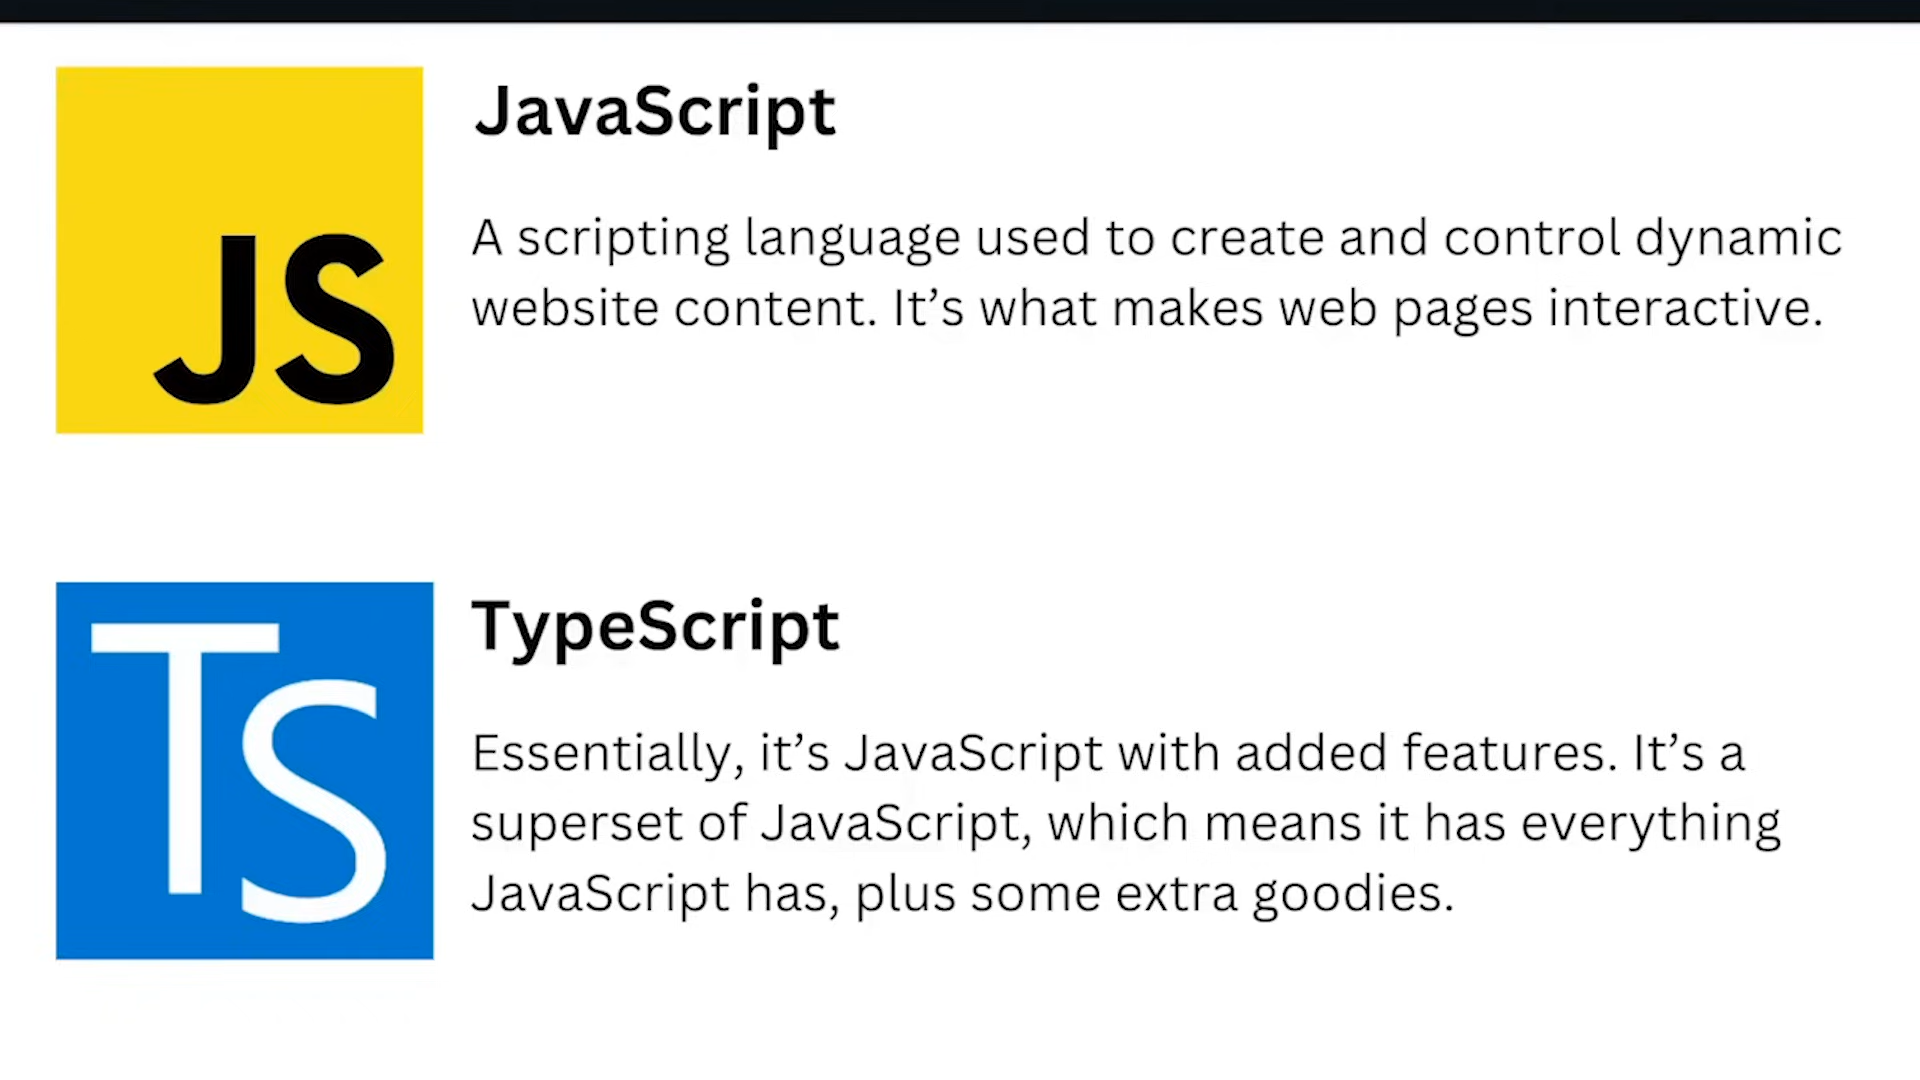 JavaScript
A scripting language used to create and control dynamic
website content. It’s what makes web pages interactive.
JS
TypeScript
Essentially, it’s JavaScript with added features. It’s a
superset of JavaScript, which means it has everything
JavaScript has, plus some extra goodies.
TS